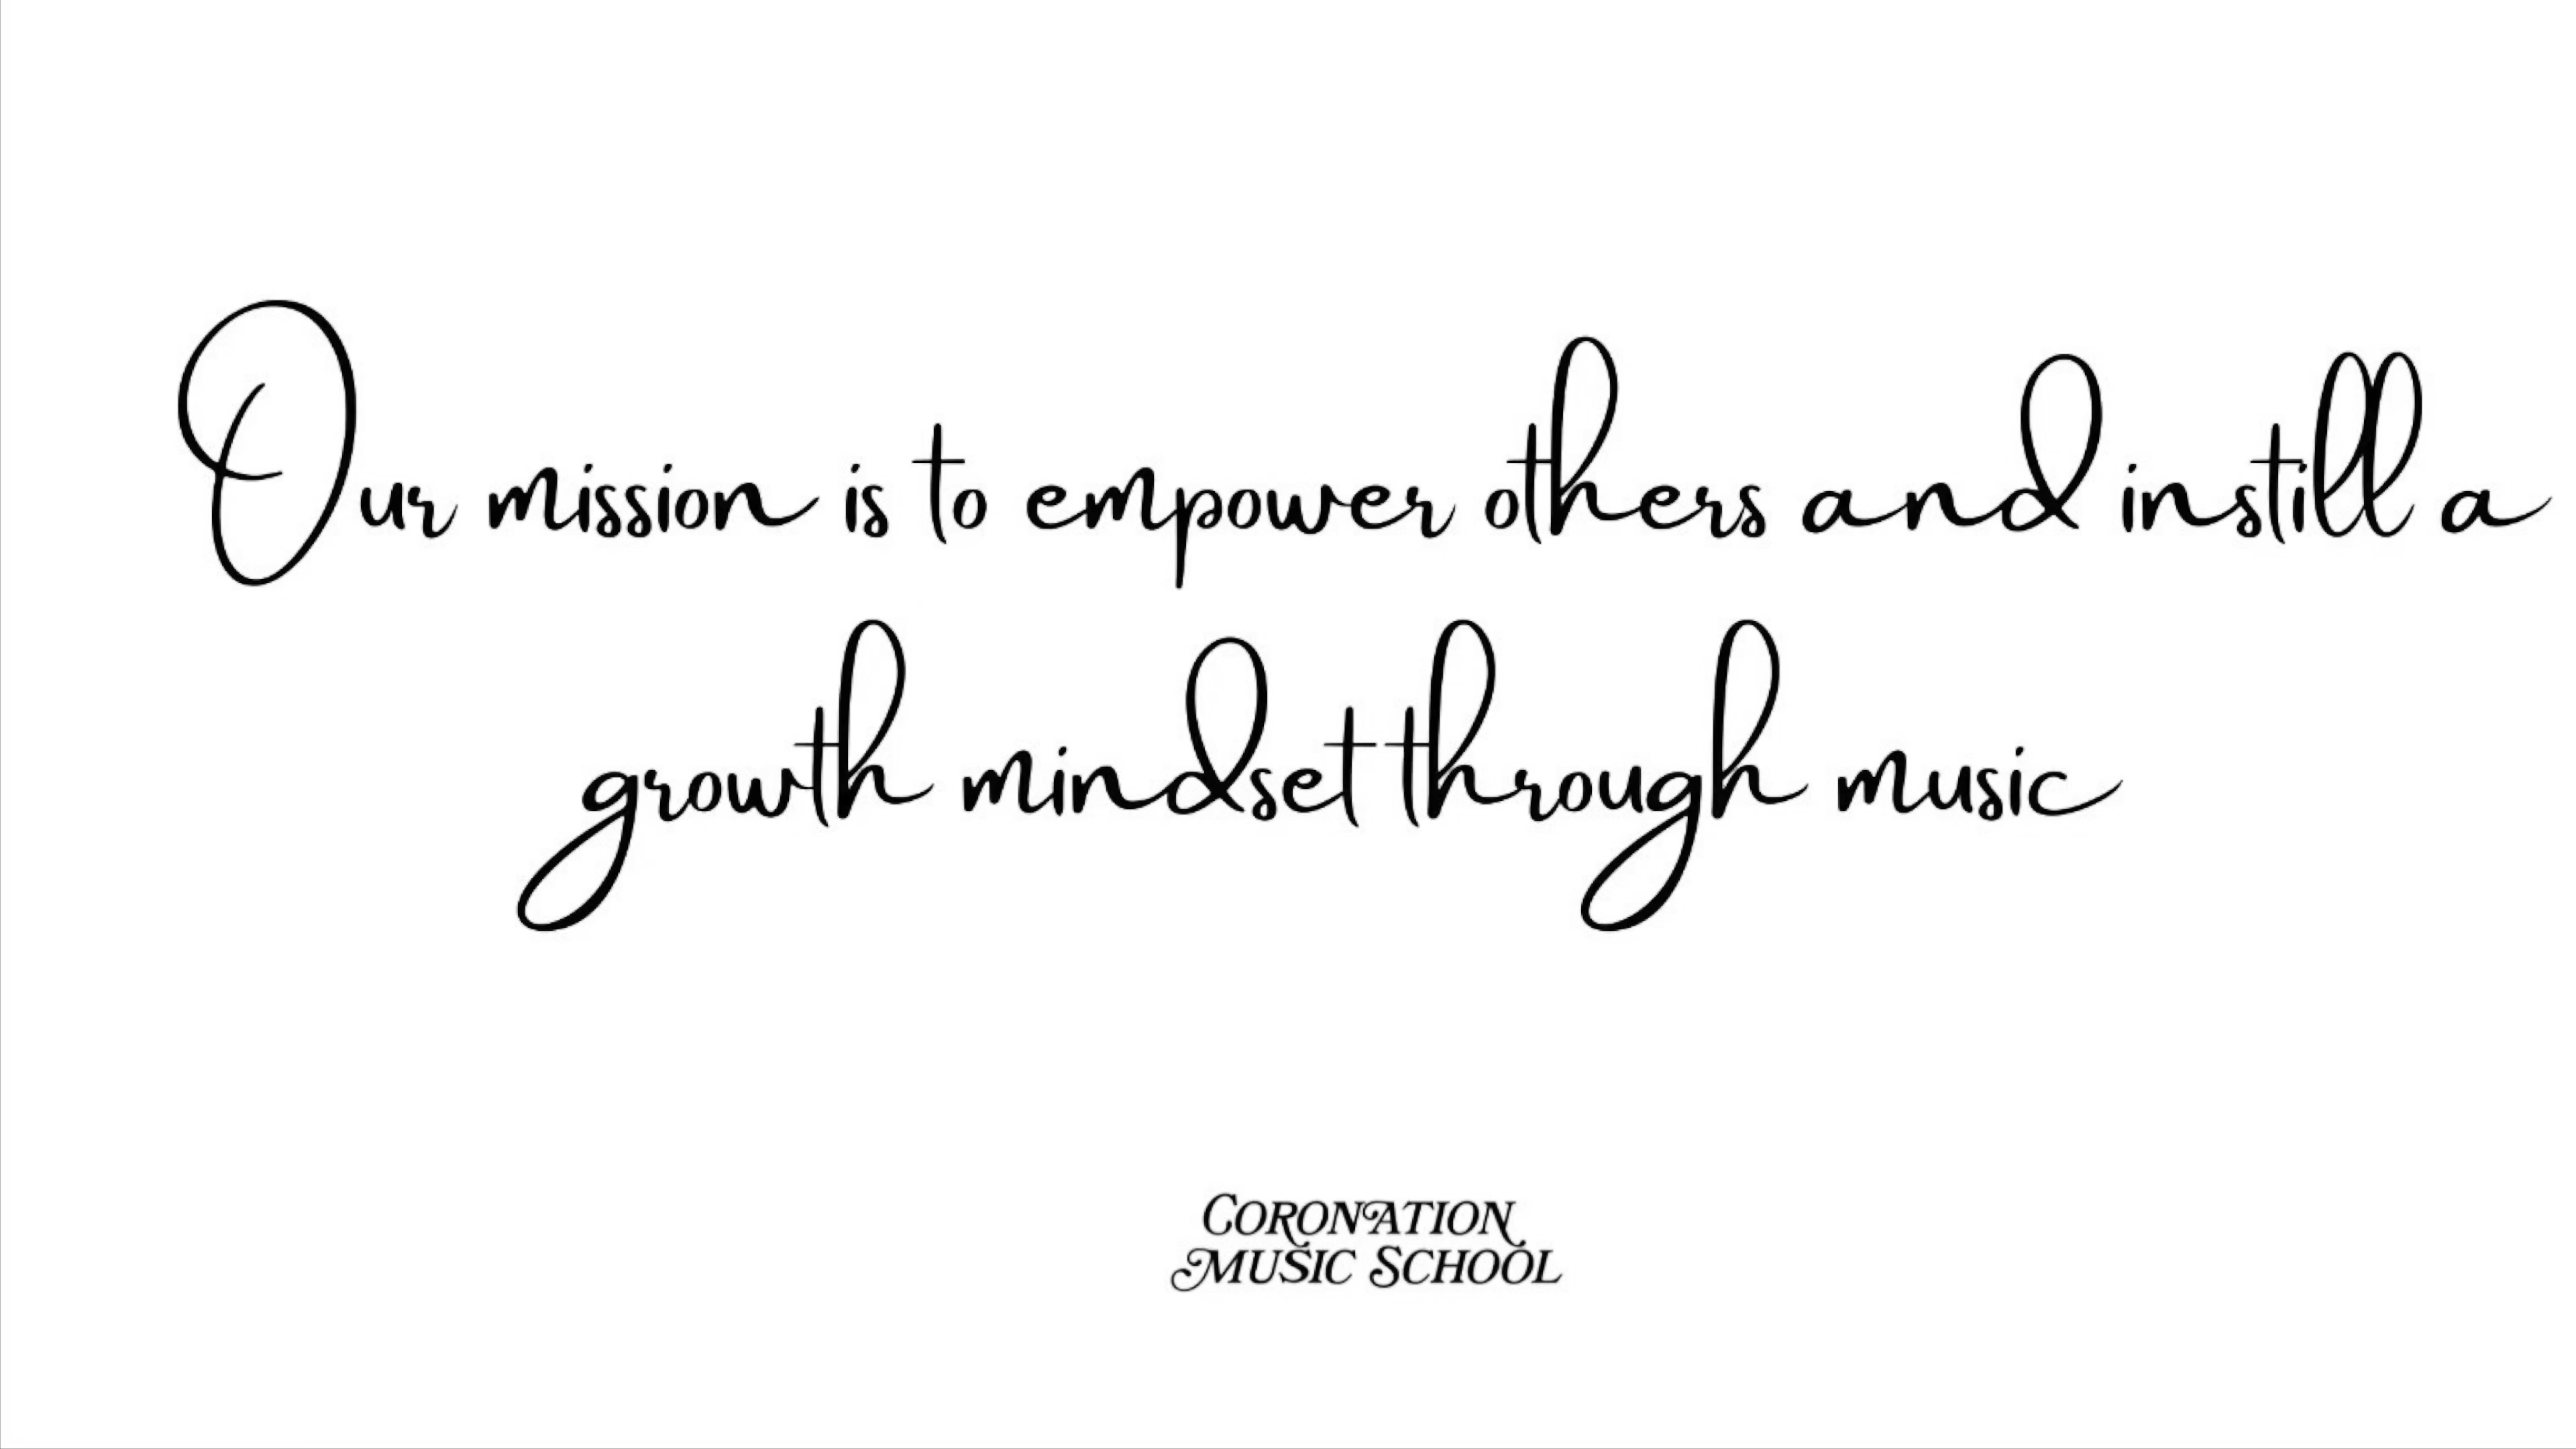 Our mission is to empower others and instill a
growth mindset through music
CORONATION
MUSIC SCHOOL